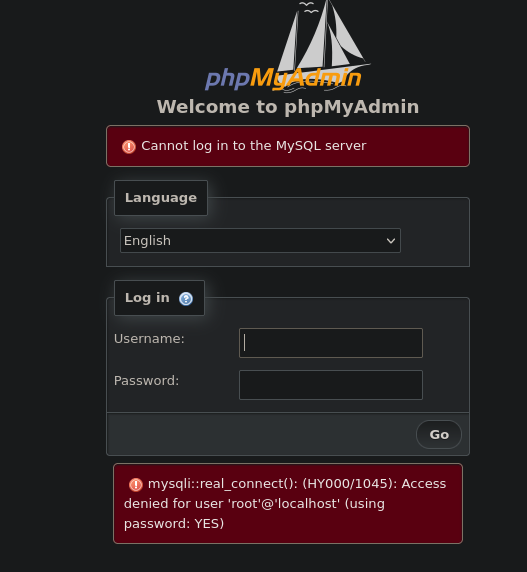 phpMyAdmin
Welcome to phpMyAdmin
Cannot log in to the MySQL server
Language
English
Log in
Username:
Password:
Go
mysqli::real_connect(): (HY000/1045): Access
denied for user 'root'@'localhost' (using
password: YES)